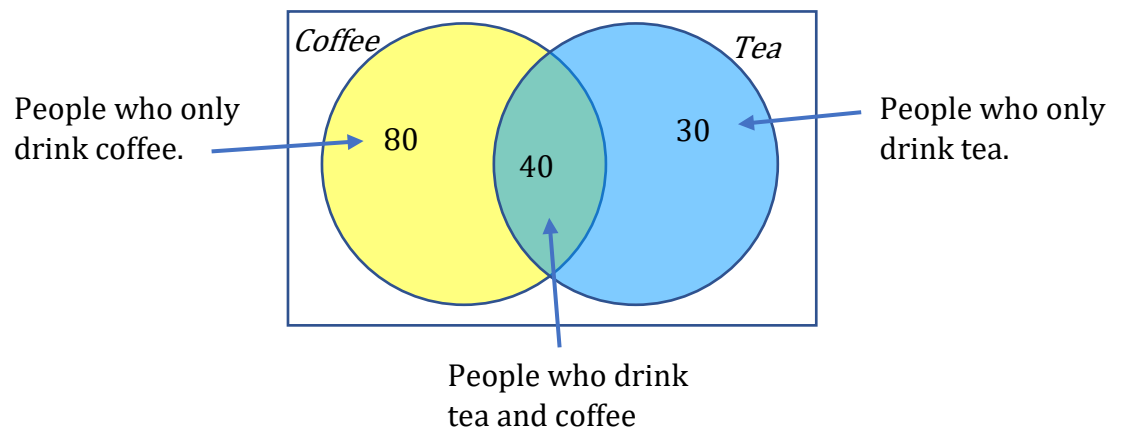 Coffee
Tea
People who only
drink coffee.
80
40
30
People who only
drink tea.
People who drink
tea and coffee